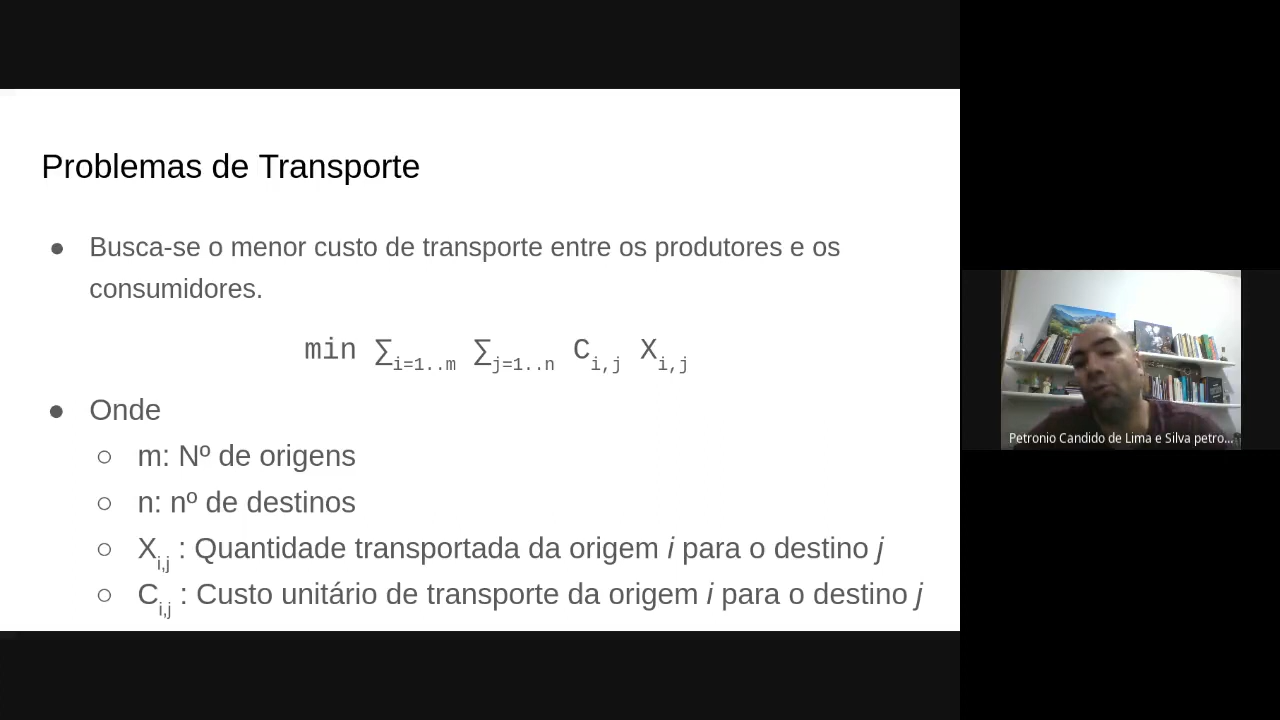 Problemas de Transporte
● Busca-se o menor custo de transporte entre os produtores e os
consumidores.
min ∑i=1..m ∑j=1..n Ci,j Xi,j
● Onde
○ m: Nº de origens
○ n: nº de destinos
○ Xi,j : Quantidade transportada da origem i para o destino j
○ Ci,j : Custo unitário de transporte da origem i para o destino j
Petronio Candido de Lima e Silva petro...